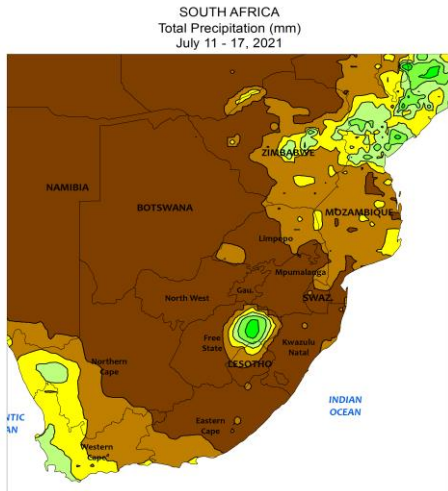 SOUTH AFRICA
Total Precipitation (mm)
July 11 - 17, 2021
ZIMBABWE
NAMIBIA
BOTSWANA
MOZAMBIQUE
Limpopo
Mpumalanga
Gau.
North West
SWAZ.
Free
State
Kwazulu
Natal
LESOTHO
Northern
Cape
INDIAN
OCEAN
NTIC
AN
Eastern
Cape
Western
Cape